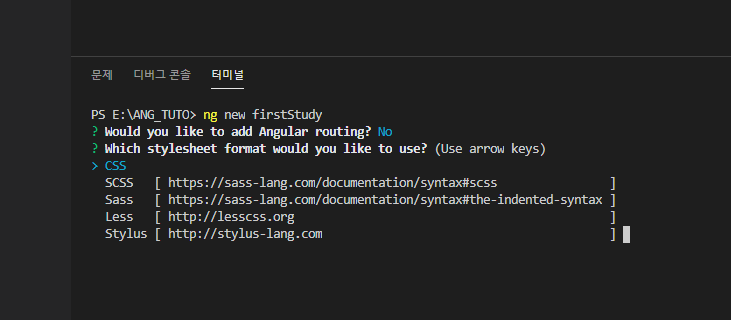 문제 디버그 콘솔 터미널
PS E:\ANG_TUTO> ng new firstStudy
? Would you like to add Angular routing? No
? Which stylesheet format would you like to use? (Use arrow keys)
> CSS
SCSS [ https://sass-lang.com/documentation/syntax#scss ]
Sass [ https://sass-lang.com/documentation/syntax#the-indented-syntax ]
Less [ http://lesscss.org ]
Stylus [ http://stylus-lang.com ]